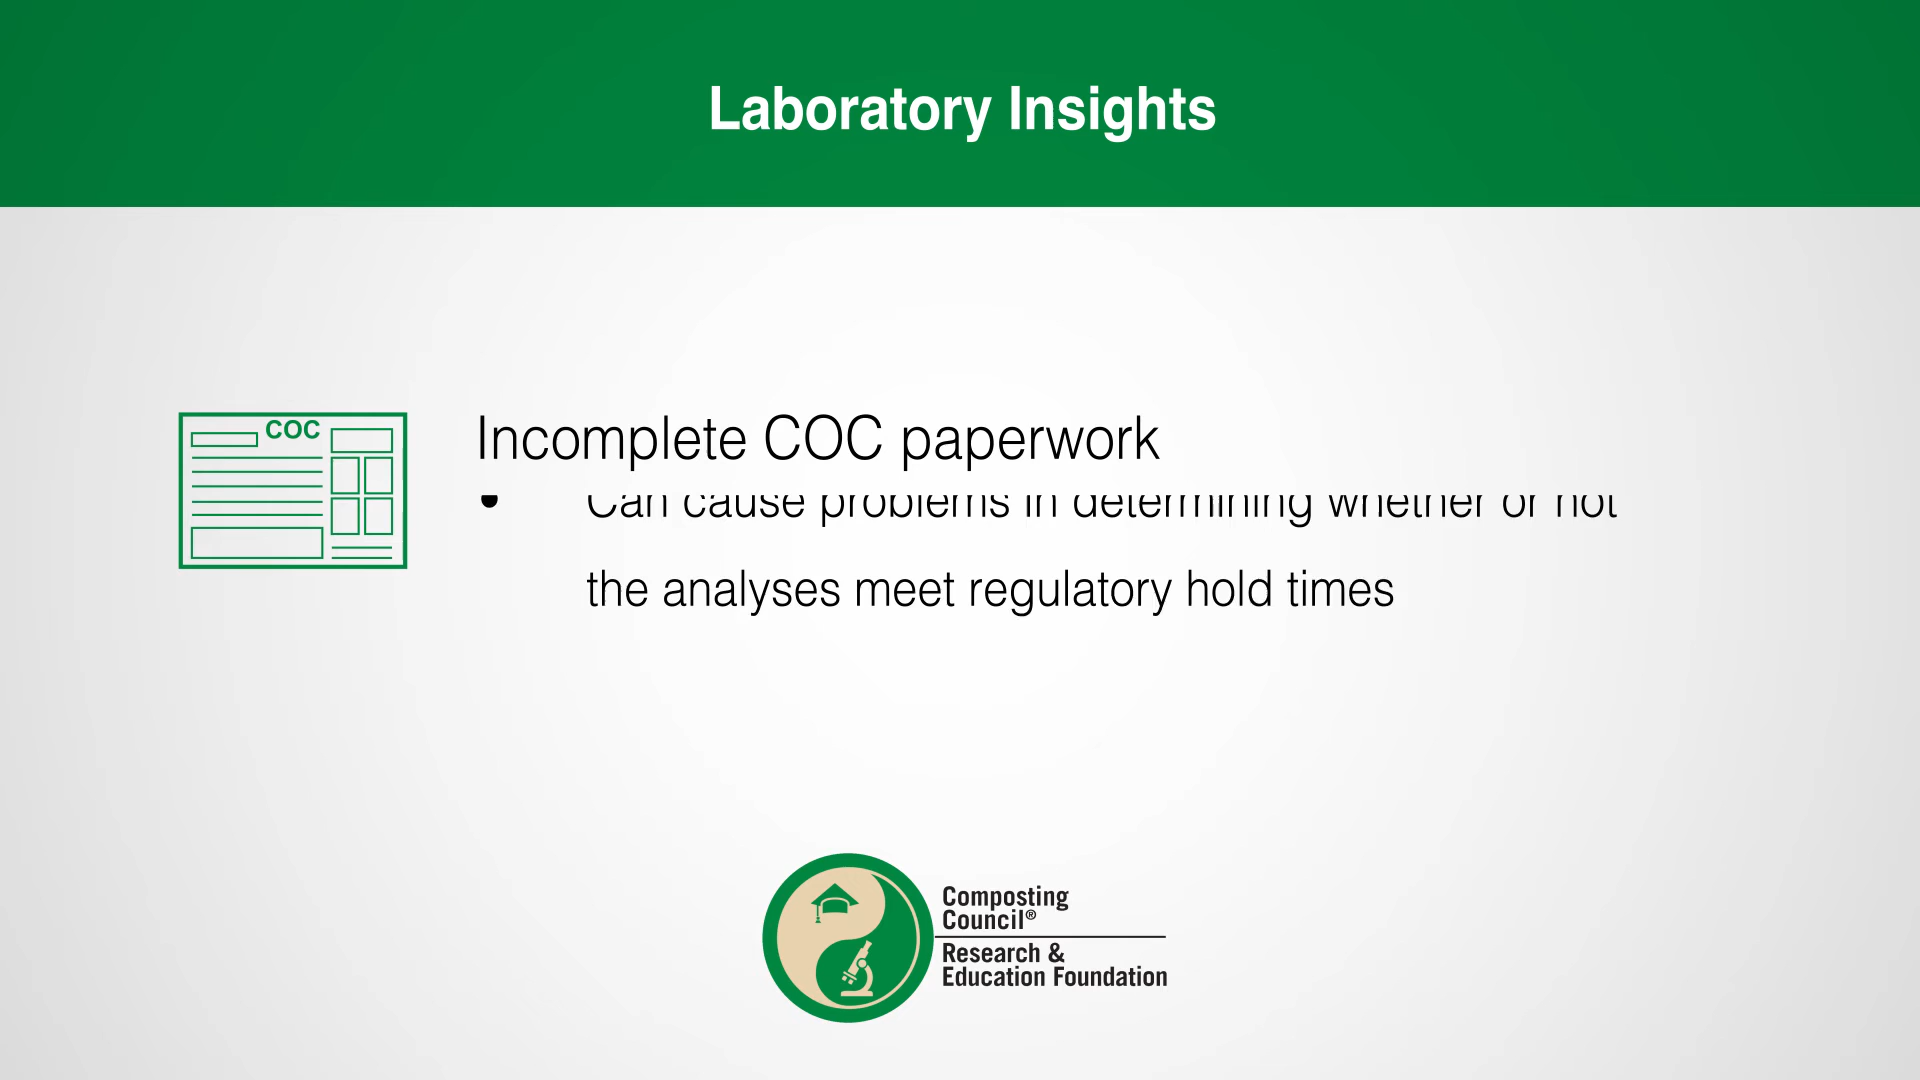 Laboratory Insights
COC
Incomplete COC paperwork
• Can cause problems in determining whether or not
the analyses meet regulatory hold times
Composting
Council®
Research &
Education Foundation